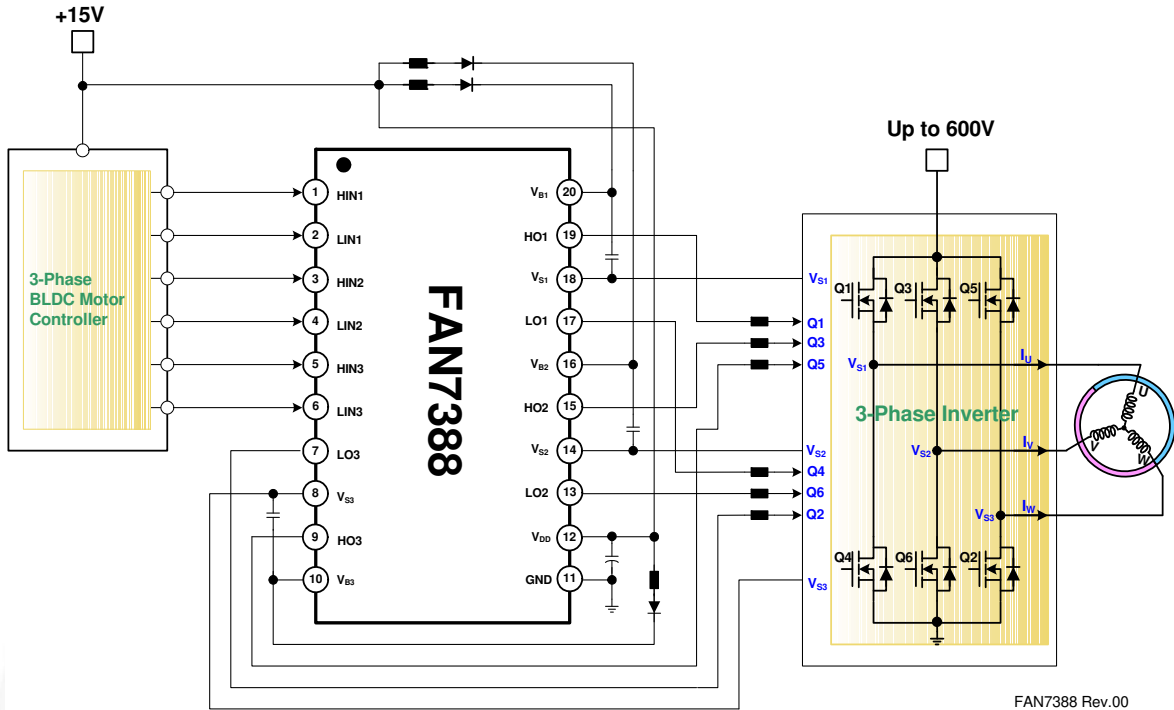 +15V
Up to 600V
3-Phase
BLDC Motor
Controller
1 HIN1
2 LIN1
3 HIN2
4 LIN2
5 HIN3
6 LIN3
7 LO3
8 VS3
9 HO3
10 VB3
FAN7388
VB1 20
HO1 19
VS1 18
LO1 17
VB2 16
HO2 15
VS2 14
LO2 13
VDD 12
GND 11
VS1
Q1
Q3
Q5
VS2
Q4
Q6
Q2
VS3
Q1
Q3
Q5
VS1
IU
3-Phase Inverter
VS2
IV
VS3
IW
Q4
Q6
Q2
U
V
W
FAN7388 Rev.00